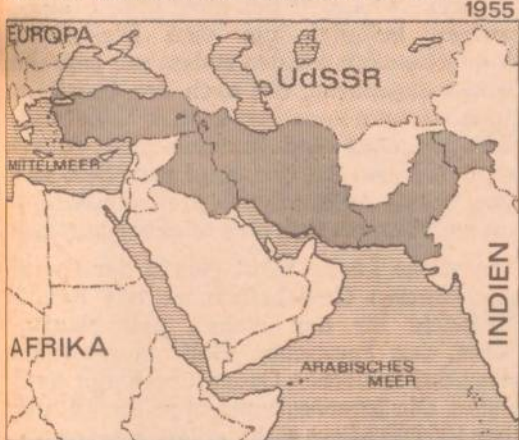 1955
EUROPA
UdSSR
MITTELMEER
INDIEN
AFRIKA
ARABISCHES
MEER